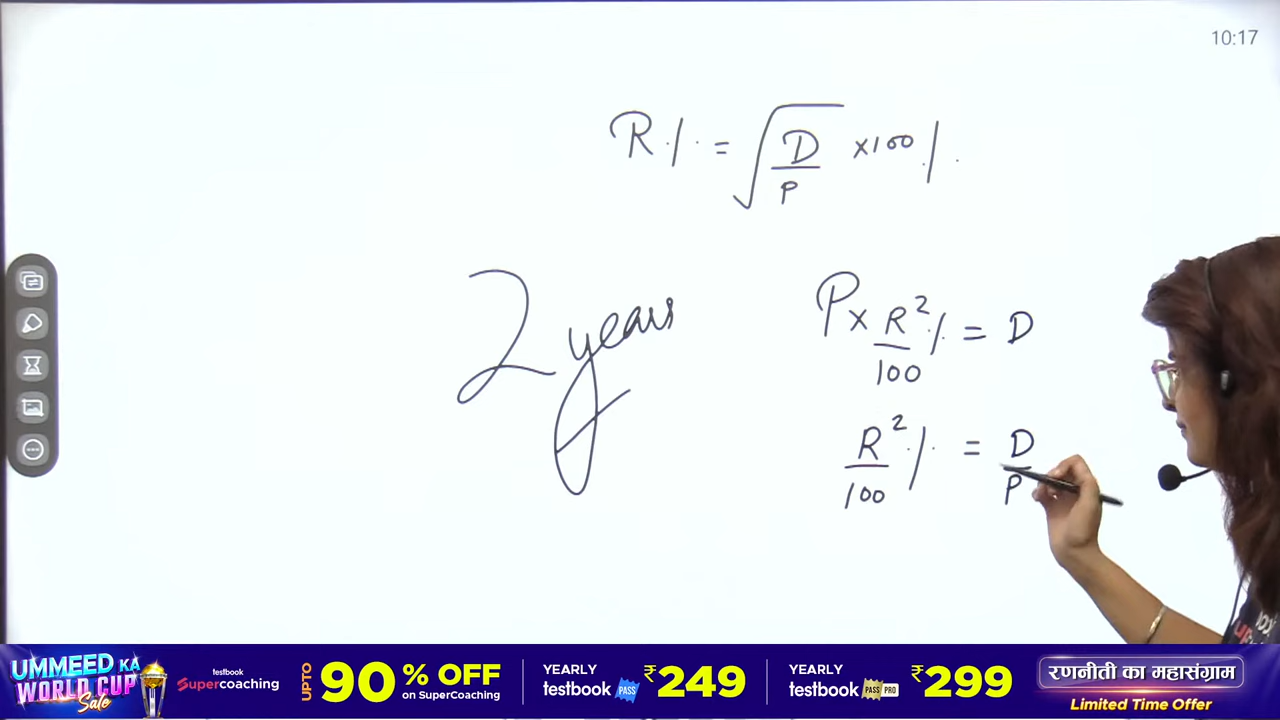 10:17
R% = √D/P ×100%
2 years
P× R²/100 % = D
R²/100 % = D/P
UMMEED KA
WORLD CUP
Sale
testbook
Supercoaching
UPTO
90% OFF
on SuperCoaching
YEARLY
testbook PASS
₹249
YEARLY
testbook PASS PRO
₹299
रणनीती का महासंग्राम
Limited Time Offer